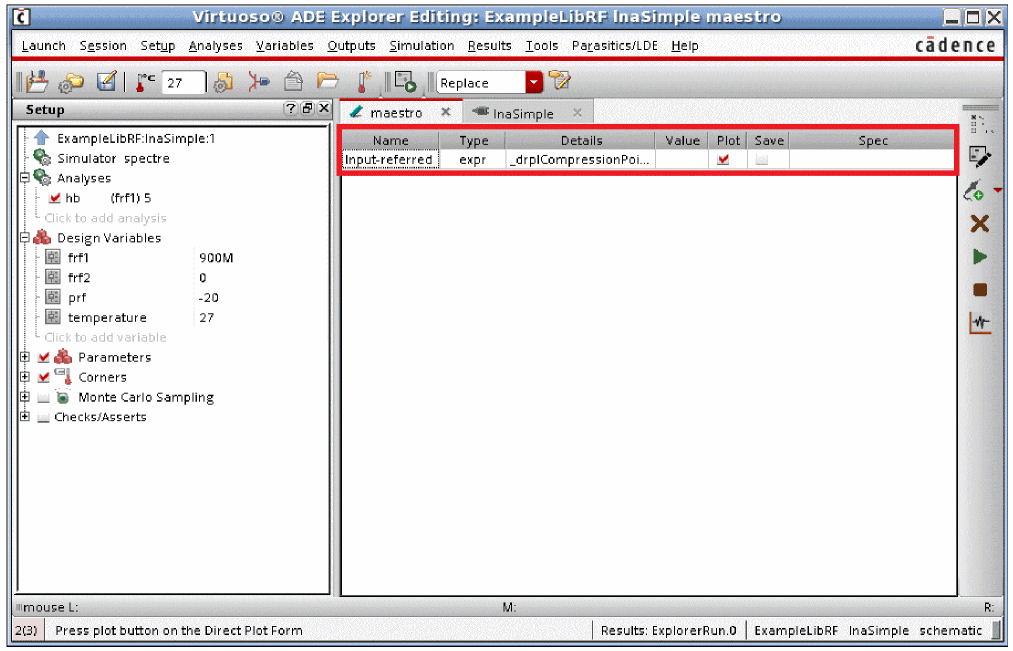 Virtuoso® ADE Explorer Editing: ExampleLibRF lnaSimple maestro
Launch Session Setup Analyses Variables Outputs Simulation Results Tools Parasitics/LDE Help cādence
°C 27 Replace
Setup
maestro lnaSimple
Name Type Details Value Plot Save Spec
Input-referred expr _drplCompressionPoi...
ExampleLibRF:lnaSimple:1
Simulator spectre
Analyses
hb (frf1) 5
Click to add analysis
Design Variables
frf1 900M
frf2 0
prf -20
temperature 27
Click to add variable
Parameters
Corners
Monte Carlo Sampling
Checks/Asserts
mouse L: M: R:
2(3) Press plot button on the Direct Plot Form Results: ExplorerRun.0 ExampleLibRF lnaSimple schematic